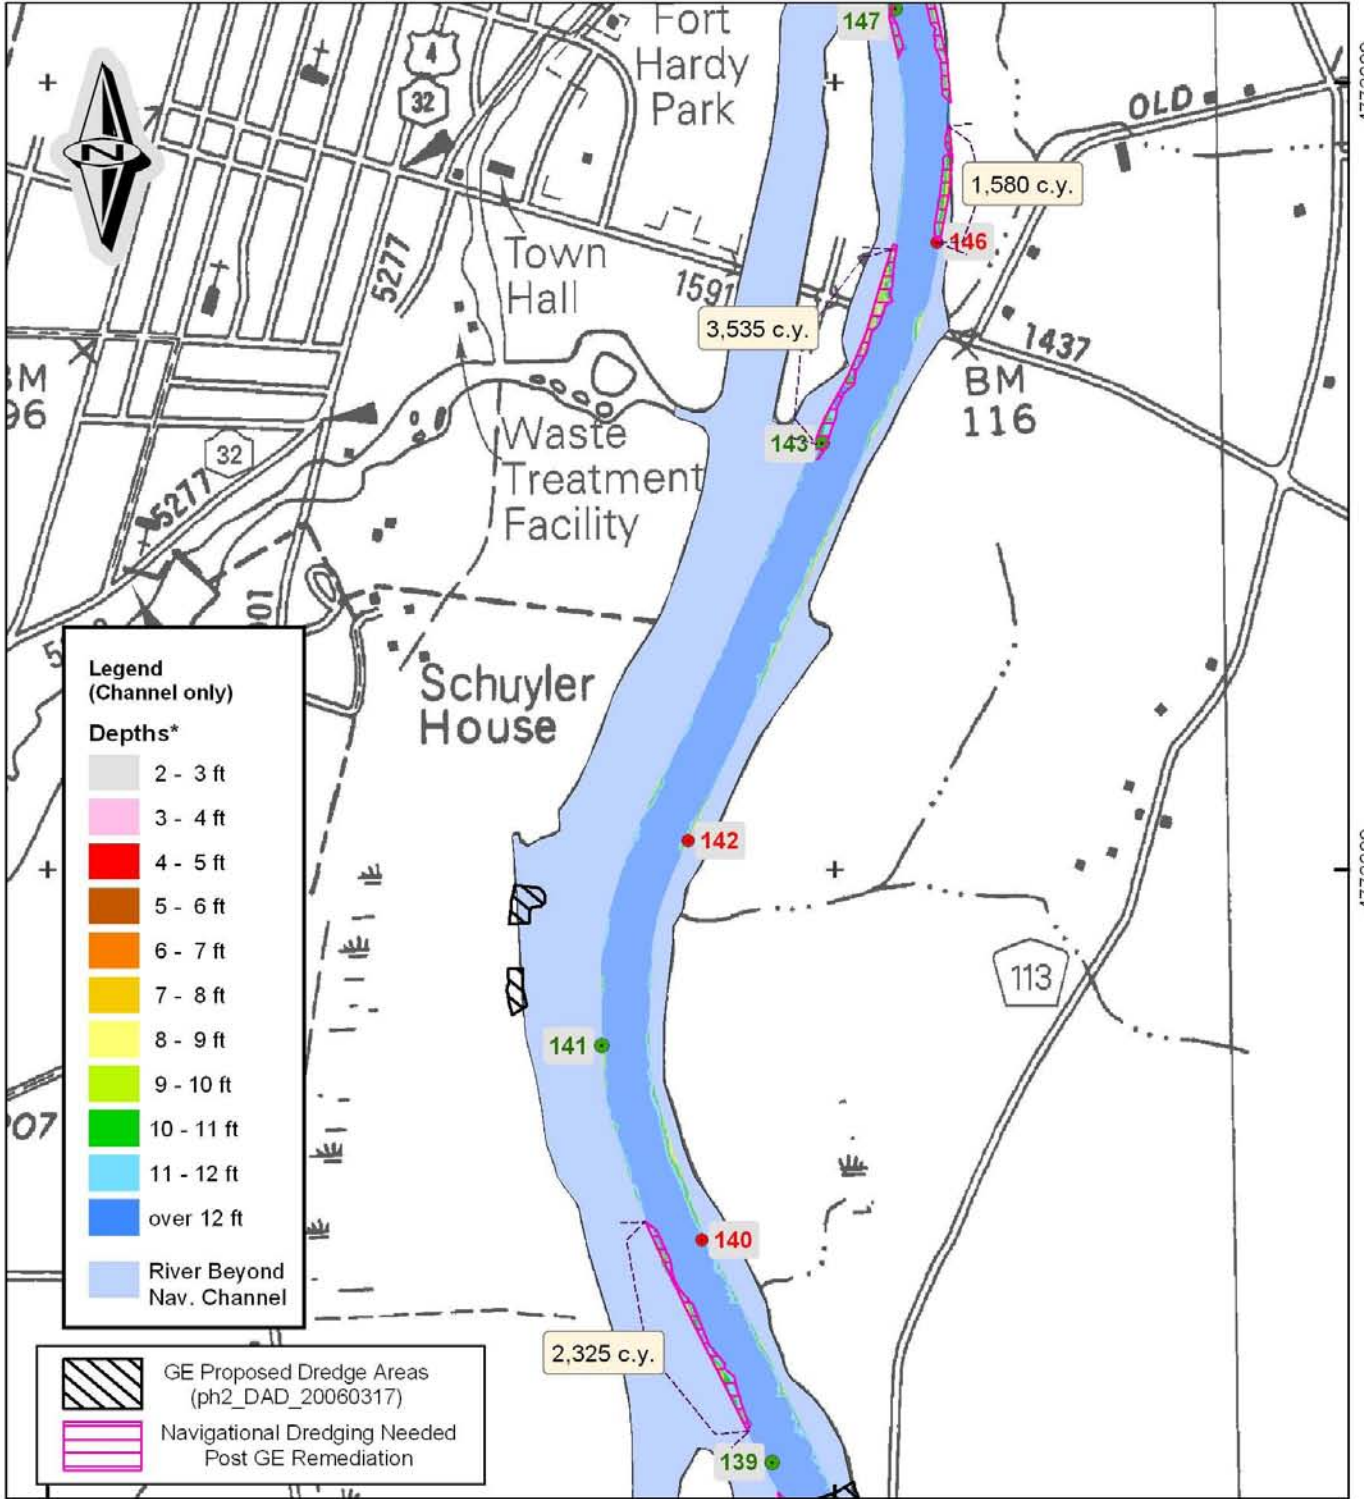 Fort
Hardy
Park
147
4
32
OLD
1,580 c.y.
146
N
Town
Hall
5277
1591
3,535 c.y.
1437
BM
116
143
32
Waste
Treatment
Facility
5277
Schuyler
House
142
113
141
140
2,325 c.y.
139
Legend
(Channel only)
Depths*
2 - 3 ft
3 - 4 ft
4 - 5 ft
5 - 6 ft
6 - 7 ft
7 - 8 ft
8 - 9 ft
9 - 10 ft
10 - 11 ft
11 - 12 ft
over 12 ft
River Beyond
Nav. Channel
GE Proposed Dredge Areas
(ph2_DAD_20060317)
Navigational Dredging Needed
Post GE Remediation